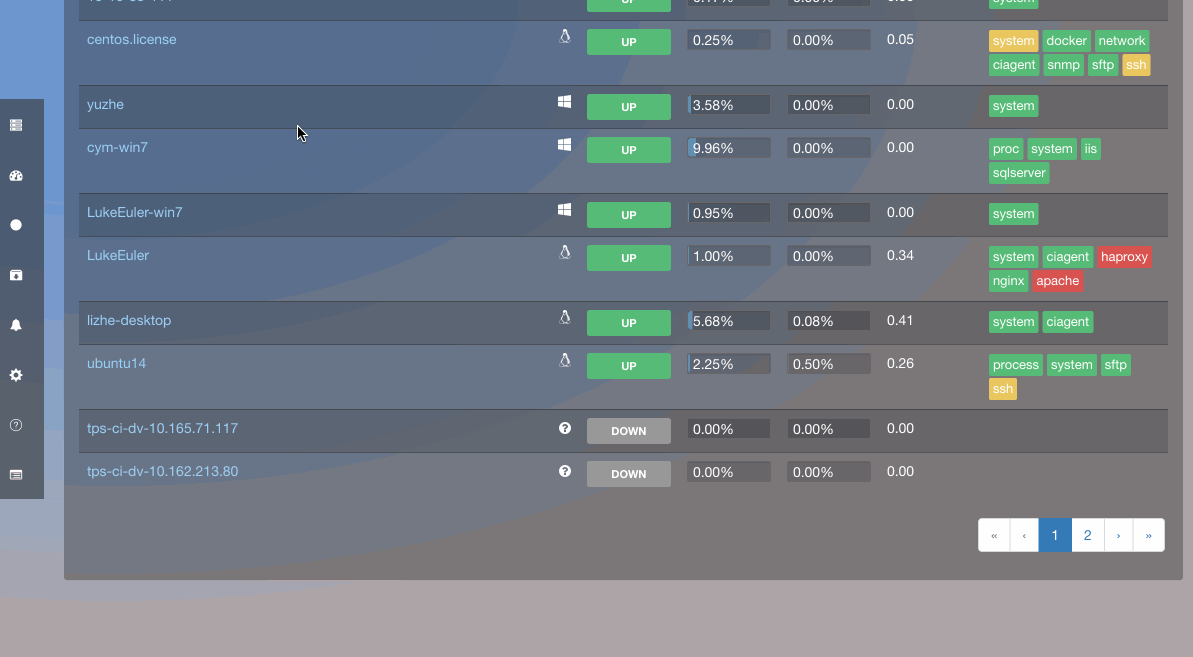 UP system
centos.license UP 0.25% 0.00% 0.05 system docker network
ciagent snmp sftp ssh
yuzhe UP 3.58% 0.00% 0.00 system
cym-win7 UP 9.96% 0.00% 0.00 proc system iis
sqlserver
LukeEuler-win7 UP 0.95% 0.00% 0.00 system
LukeEuler UP 1.00% 0.00% 0.34 system ciagent haproxy
nginx apache
lizhe-desktop UP 5.68% 0.08% 0.41 system ciagent
ubuntu14 UP 2.25% 0.50% 0.26 process system sftp
ssh
tps-ci-dv-10.165.71.117 DOWN 0.00% 0.00% 0.00
tps-ci-dv-10.162.213.80 DOWN 0.00% 0.00% 0.00
« ‹ 1 2 › »